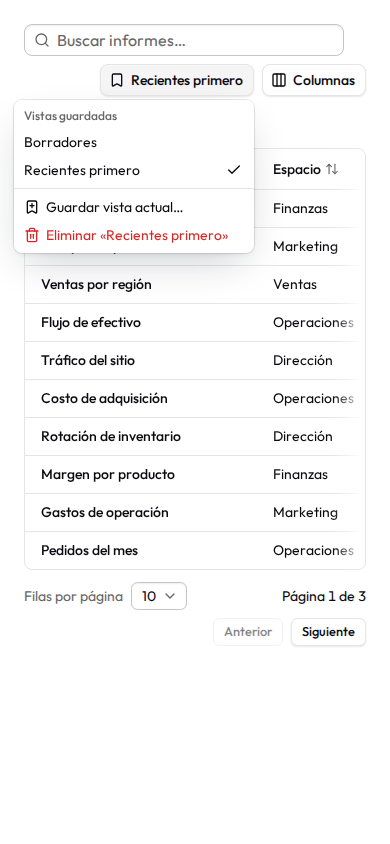 Buscar informes...
Recientes primero
Columnas
Vistas guardadas
Borradores
Recientes primero
Guardar vista actual...
Eliminar «Recientes primero»
Espacio
Finanzas
Marketing
Ventas por región Ventas
Flujo de efectivo Operaciones
Tráfico del sitio Dirección
Costo de adquisición Operaciones
Rotación de inventario Dirección
Margen por producto Finanzas
Gastos de operación Marketing
Pedidos del mes Operaciones
Filas por página 10 Página 1 de 3
Anterior Siguiente